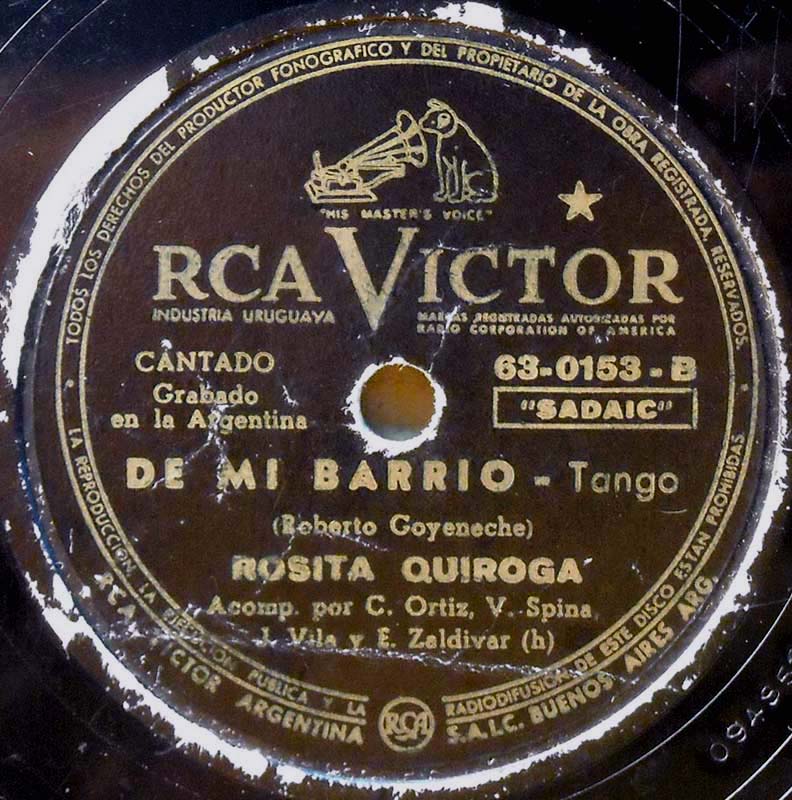 TODOS LOS DERECHOS DEL PRODUCTOR FONOGRAFICO Y DEL PROPIETARIO DE LA OBRA REGISTRADA, RESERVADOS.
"HIS MASTER'S VOICE"
RCA VICTOR
INDUSTRIA URUGUAYA
MARCAS REGISTRADAS AUTORIZADAS POR
RADIO CORPORATION OF AMERICA
CANTADO
63-0153-B
Grabado
en la Argentina
"SADAIC"
DE MI BARRIO - Tango
(Roberto Goyeneche)
ROSITA QUIROGA
Acomp. por C. Ortiz, V. Spina,
J. Vila y E. Zaldivar (h)
LA REPRODUCCION, LA EJECUCION PUBLICA Y LA RADIODIFUSION DE ESTE DISCO ESTAN PROHIBIDAS
RCA VICTOR ARGENTINA
RCA
S.A.I.C. BUENOS AIRES ARG.